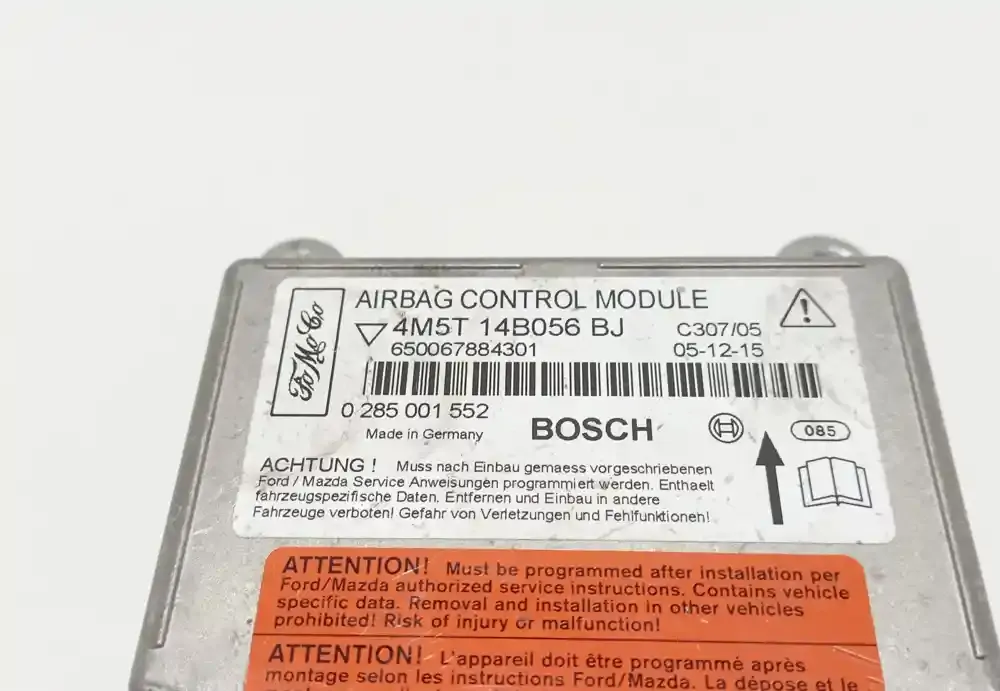 FoMoCo
AIRBAG CONTROL MODULE
4M5T 14B056 BJ C307/05
650067884301 05-12-15
0 285 001 552
Made in Germany BOSCH 085
ACHTUNG ! Muss nach Einbau gemaess vorgeschriebenen
Ford / Mazda Service Anweisungen programmiert werden. Enthaelt
fahrzeugspezifische Daten. Entfernen und Einbau in andere
Fahrzeuge verboten! Gefahr von Verletzungen und Fehlfunktionen!
ATTENTION! Must be programmed after installation per
Ford/Mazda authorized service instructions. Contains vehicle
specific data. Removal and installation in other vehicles
prohibited! Risk of injury or malfunction!
ATTENTION! L'appareil doit être programmé après
montage selon les instructions Ford/Mazda. La dépose et le